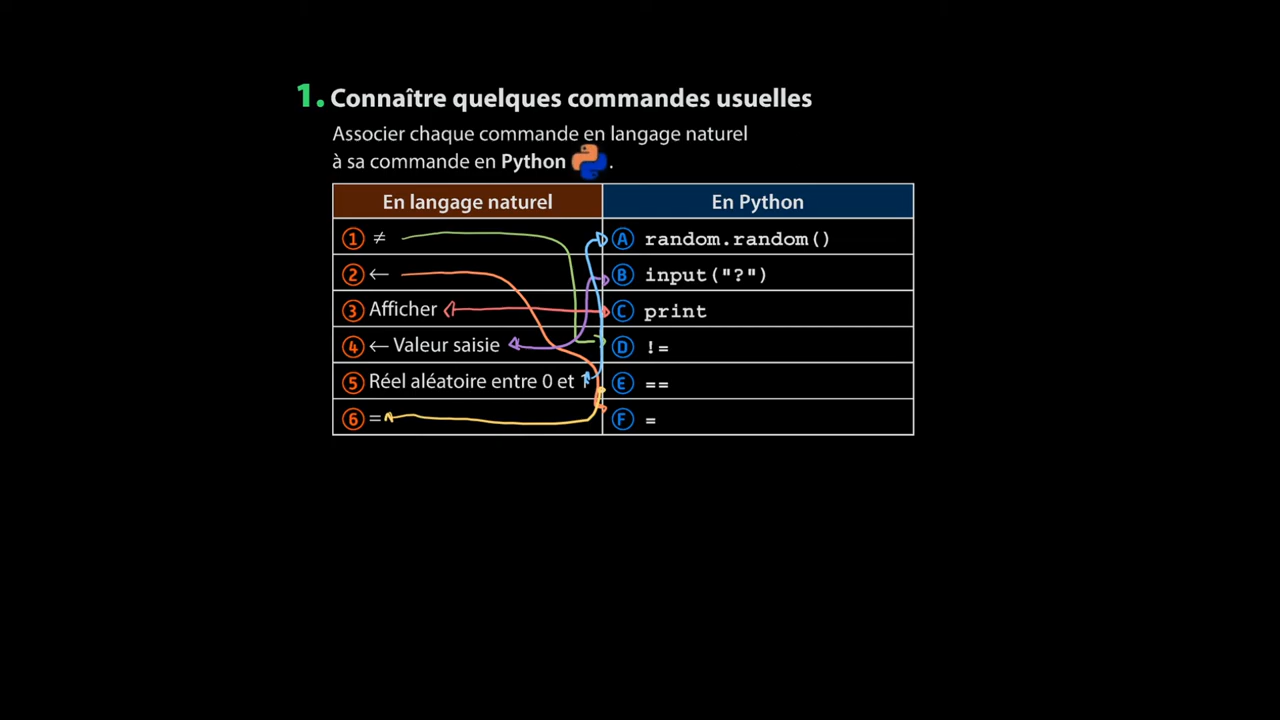 1. Connaître quelques commandes usuelles
Associer chaque commande en langage naturel
à sa commande en Python .
En langage naturel En Python
1 ≠ A random.random()
2 ← B input("?")
3 Afficher C print
4 ← Valeur saisie D !=
5 Réel aléatoire entre 0 et 1 E ==
6 = F =